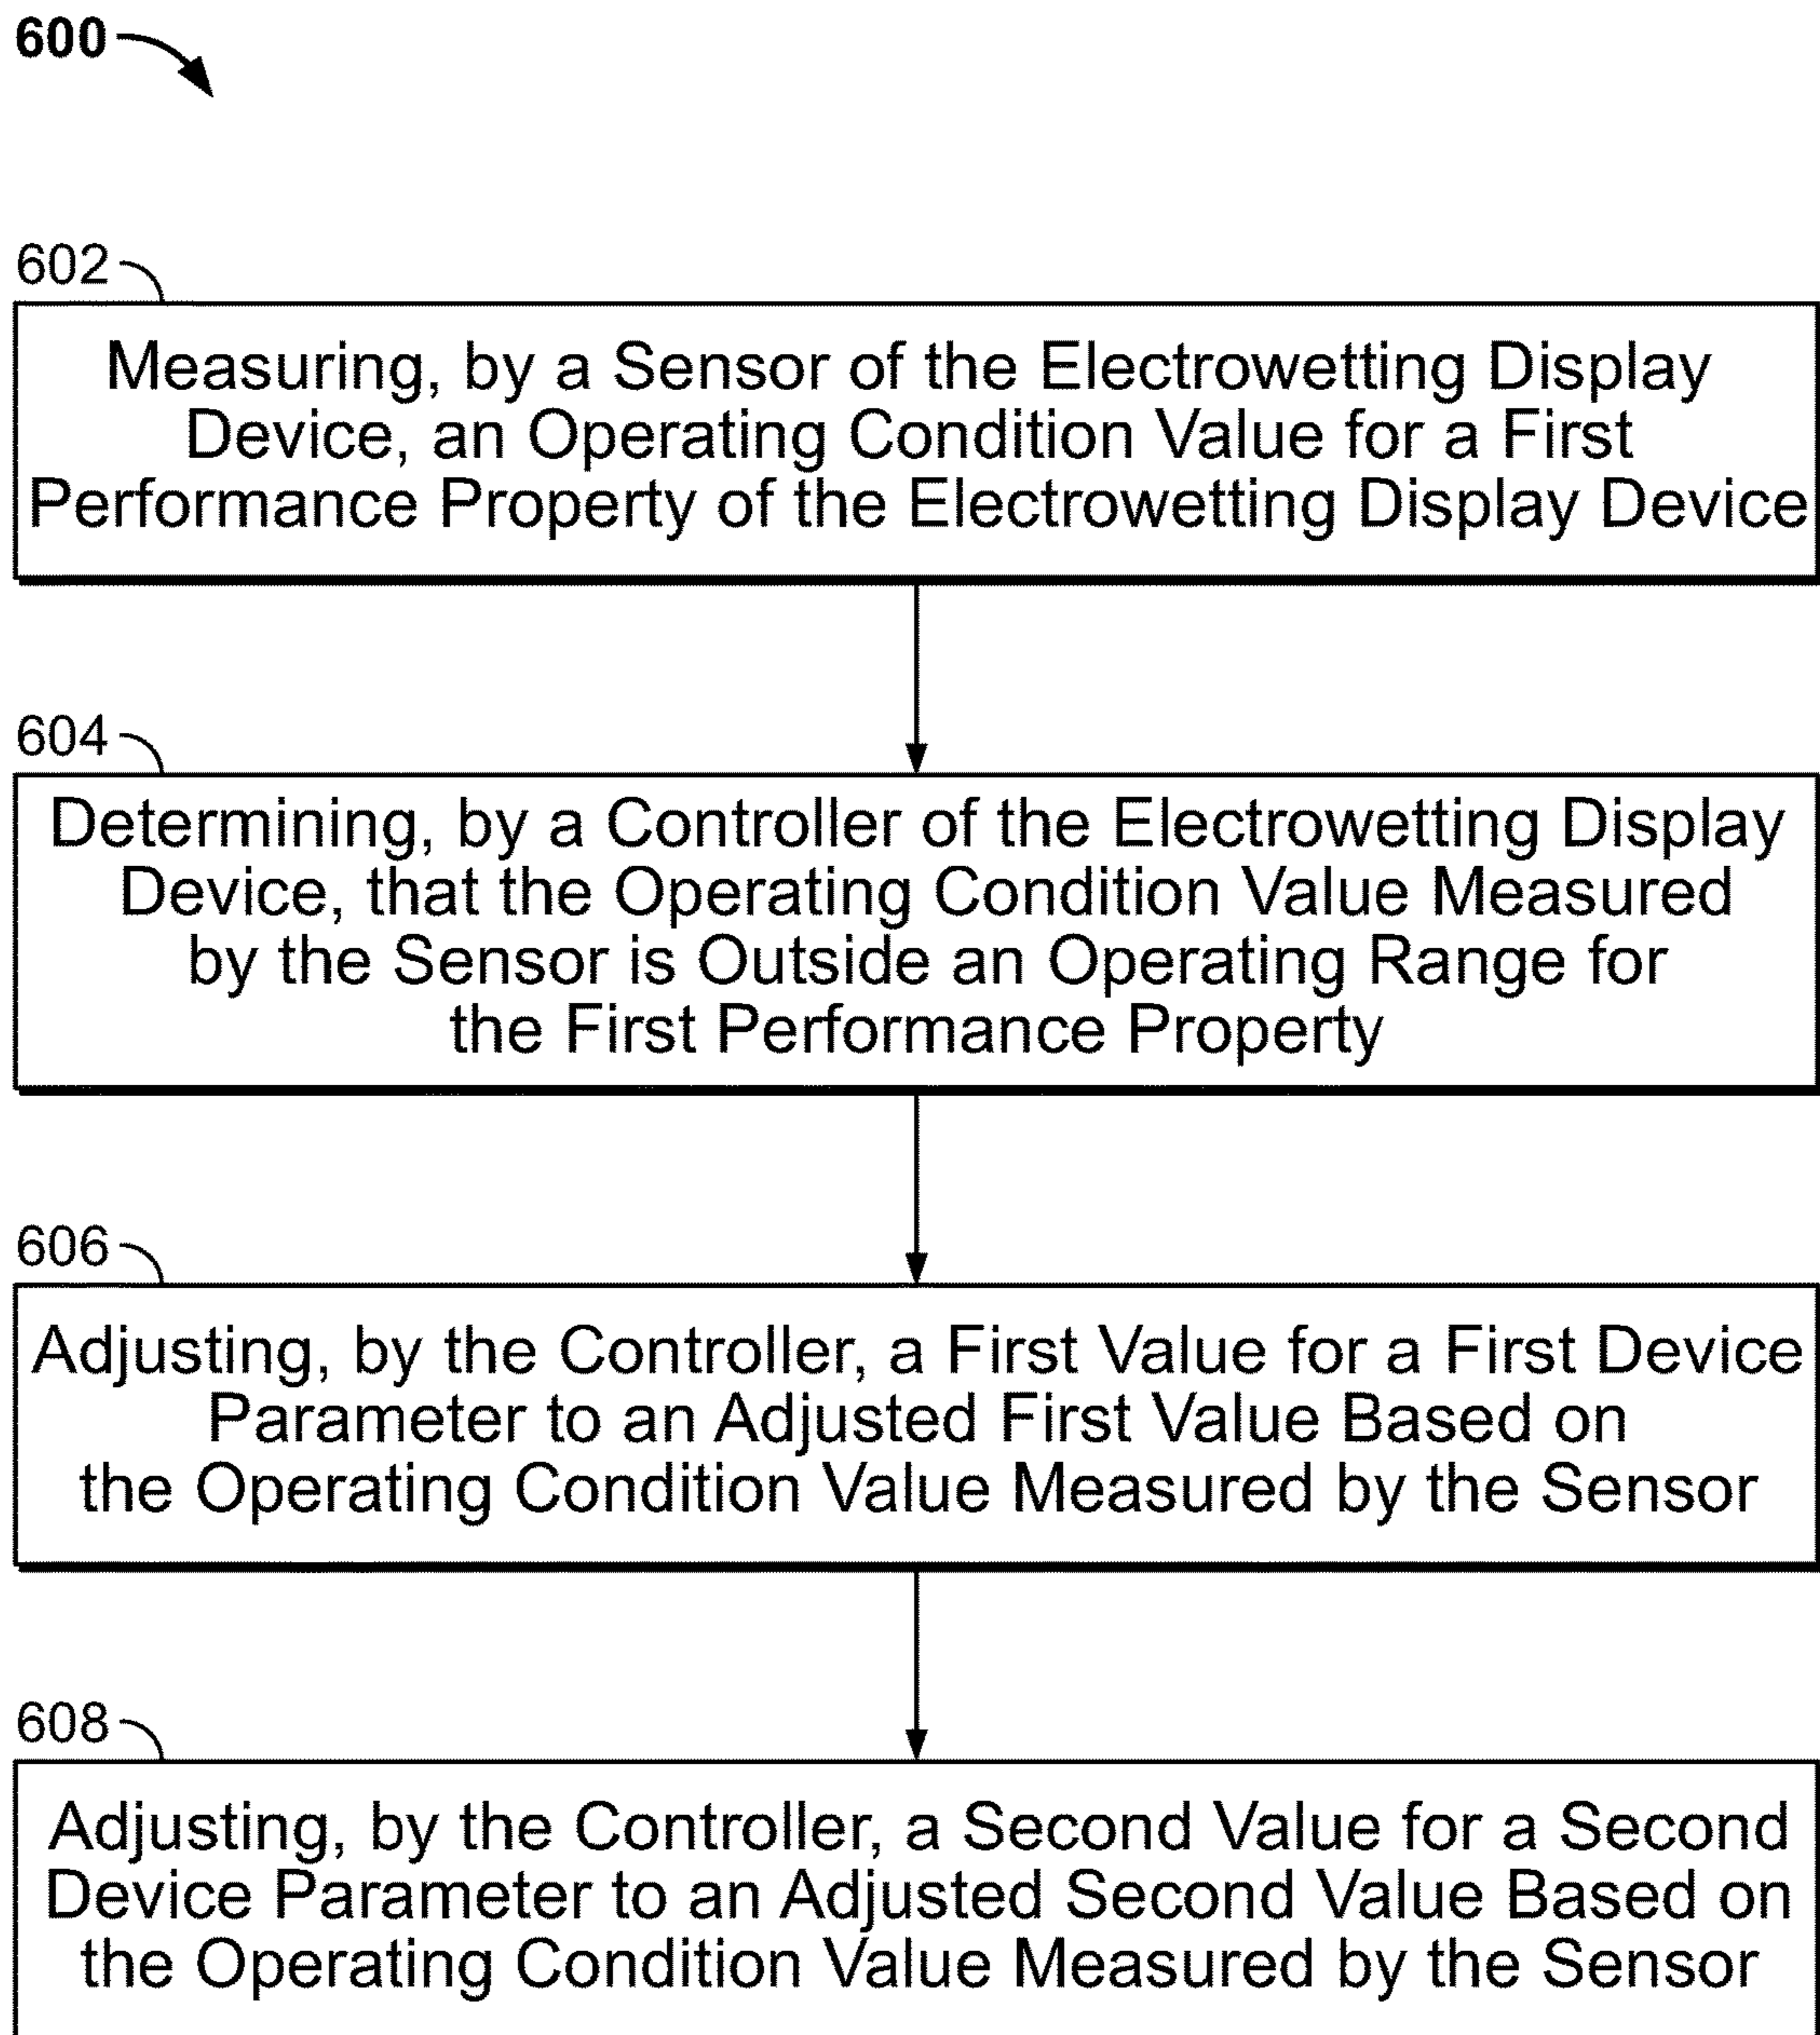 600
602
Measuring, by a Sensor of the Electrowetting Display
Device, an Operating Condition Value for a First
Performance Property of the Electrowetting Display Device
604
Determining, by a Controller of the Electrowetting Display
Device, that the Operating Condition Value Measured
by the Sensor is Outside an Operating Range for
the First Performance Property
606
Adjusting, by the Controller, a First Value for a First Device
Parameter to an Adjusted First Value Based on
the Operating Condition Value Measured by the Sensor
608
Adjusting, by the Controller, a Second Value for a Second
Device Parameter to an Adjusted Second Value Based on
the Operating Condition Value Measured by the Sensor